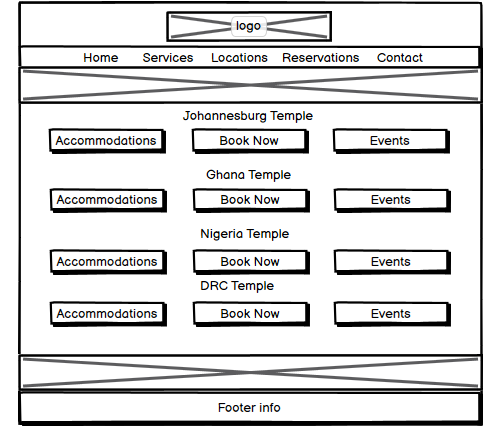 logo
Home Services Locations Reservations Contact
Johannesburg Temple
Accommodations Book Now Events
Ghana Temple
Accommodations Book Now Events
Nigeria Temple
Accommodations Book Now Events
DRC Temple
Accommodations Book Now Events
Footer info